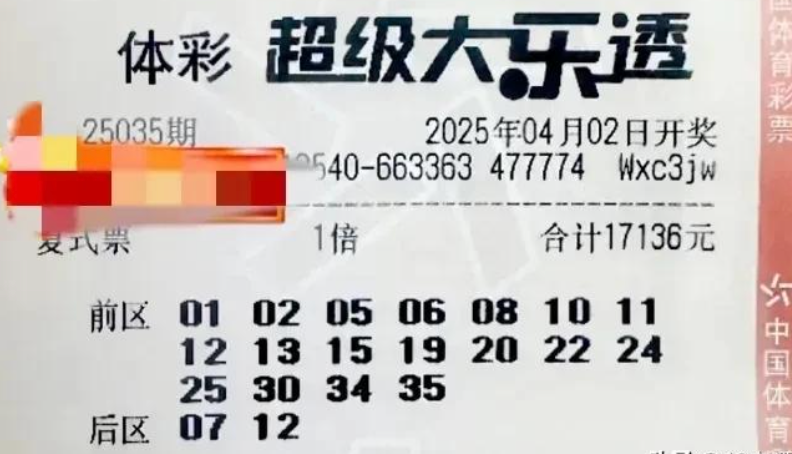 体彩 超级大乐透
25035期 2025年04月02日开奖
540-663363 477774 Wxc3jw
复式票 1倍 合计17136元
前区 01 02 05 06 08 10 11
12 13 15 19 20 22 24
25 30 34 35
后区 07 12
国体育彩票
中国体育